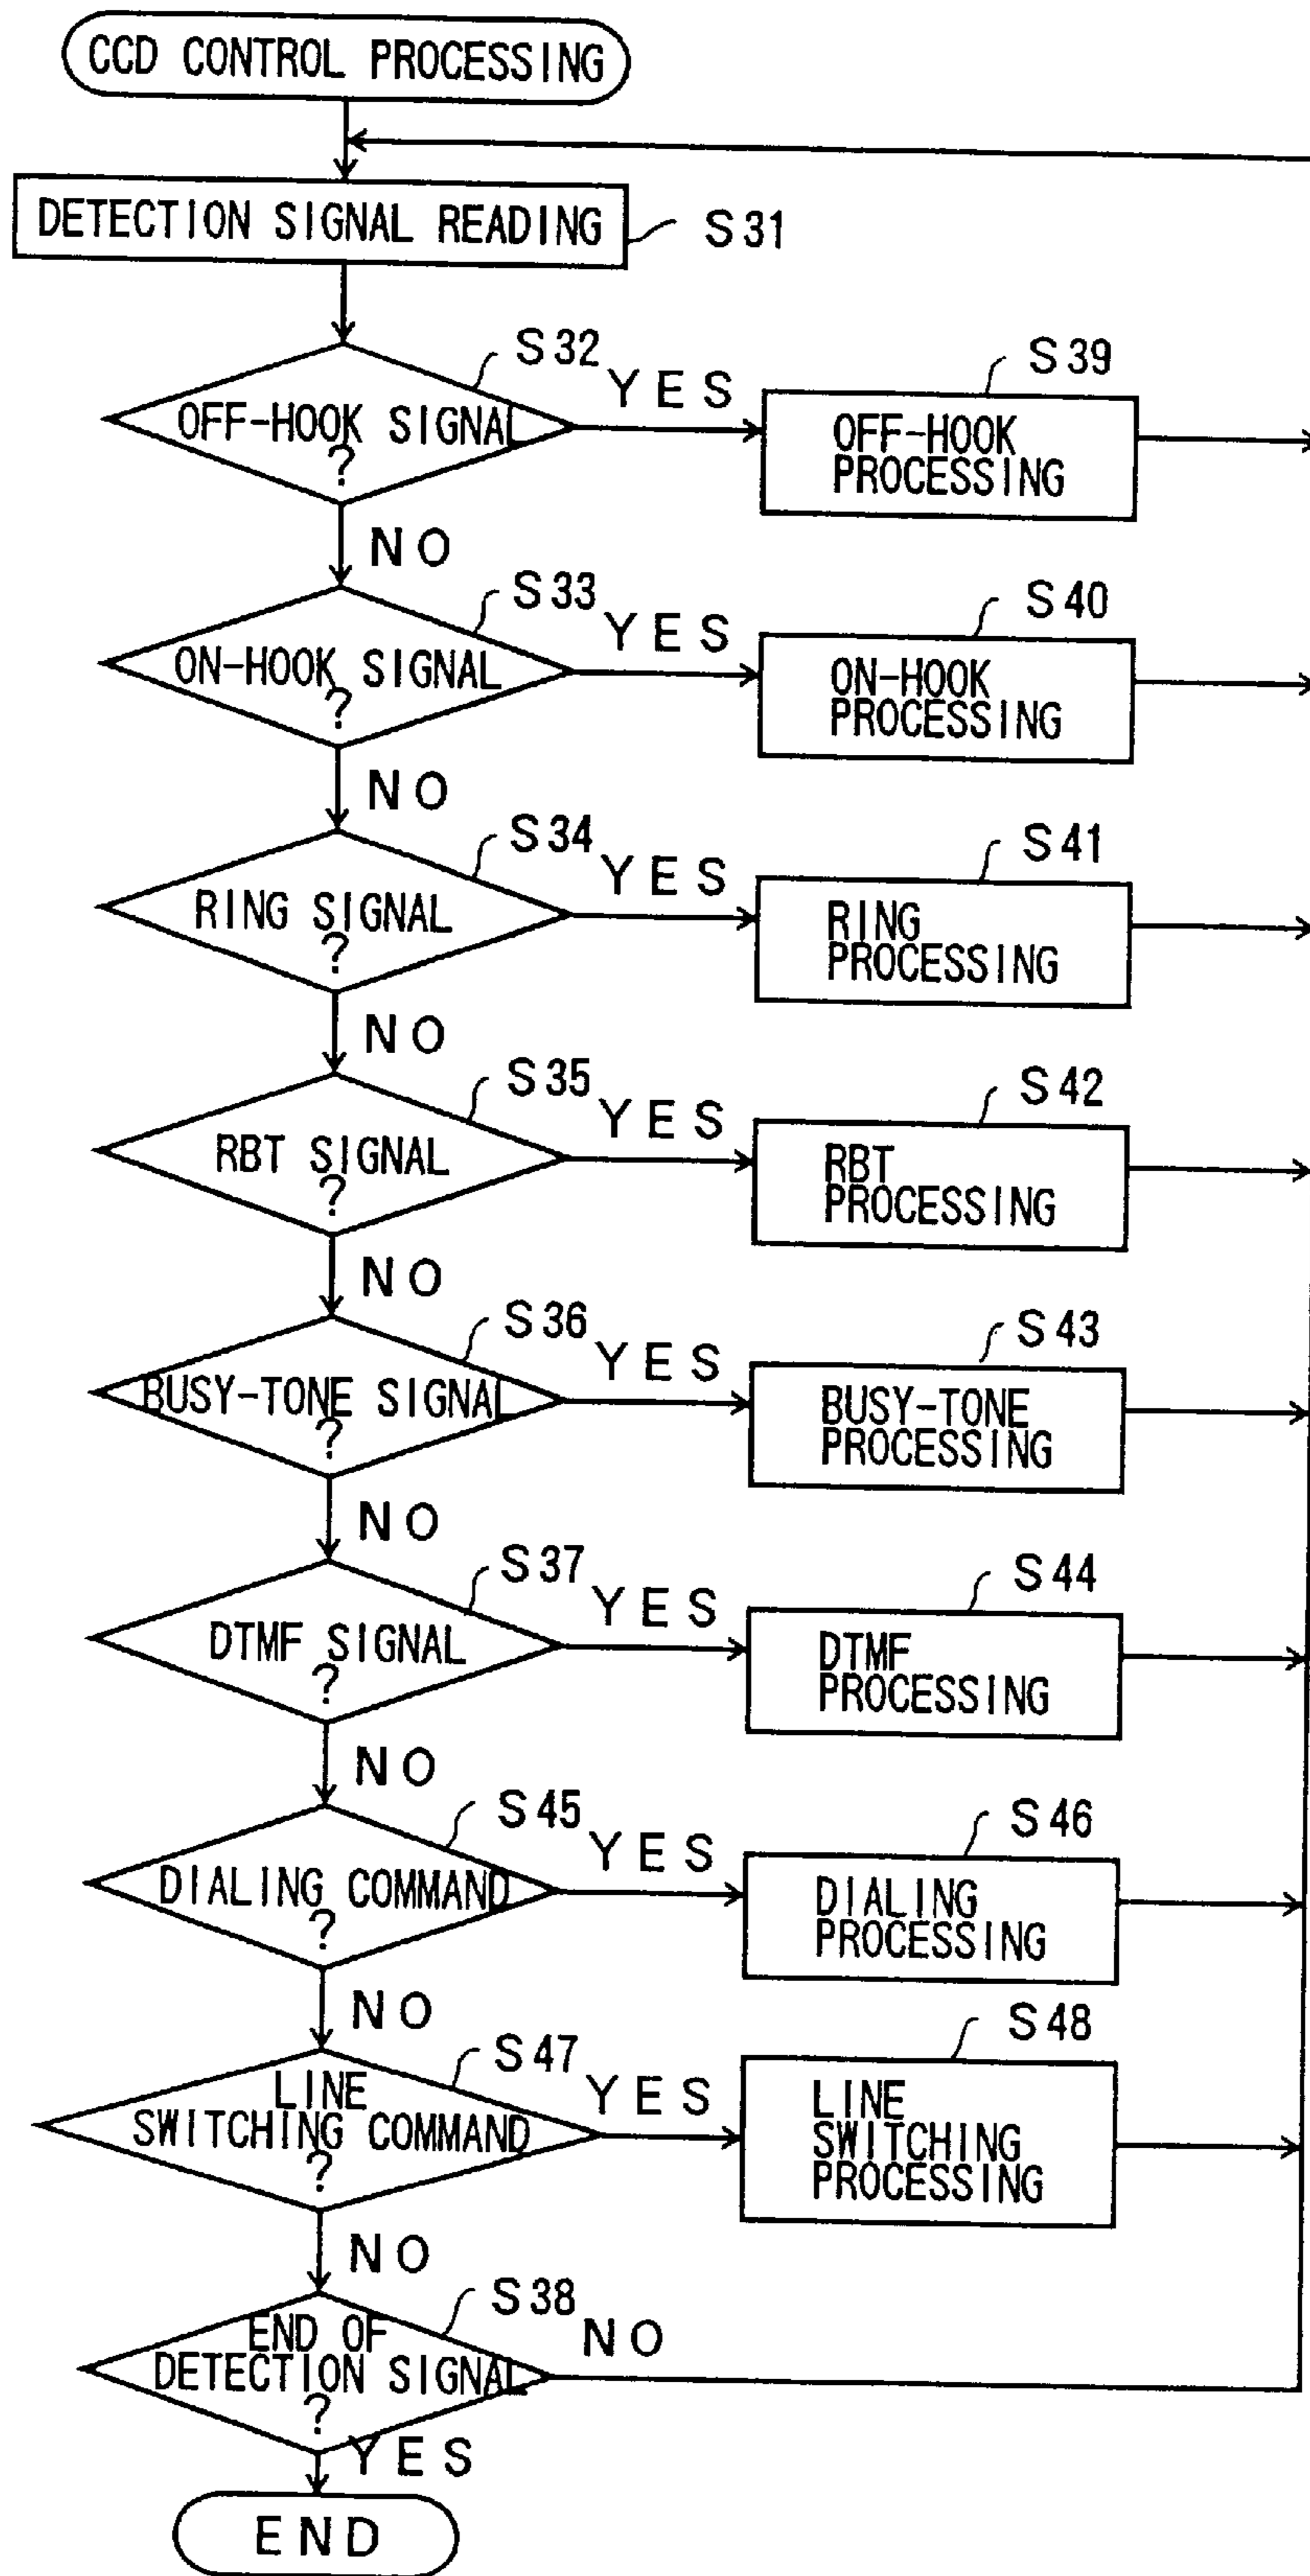 CCD CONTROL PROCESSING
DETECTION SIGNAL READING
S31
S32
OFF-HOOK SIGNAL
?
YES
S39
OFF-HOOK
PROCESSING
NO
S33
ON-HOOK SIGNAL
?
YES
S40
ON-HOOK
PROCESSING
NO
S34
RING SIGNAL
?
YES
S41
RING
PROCESSING
NO
S35
RBT SIGNAL
?
YES
S42
RBT
PROCESSING
NO
S36
BUSY-TONE SIGNAL
?
YES
S43
BUSY-TONE
PROCESSING
NO
S37
DTMF SIGNAL
?
YES
S44
DTMF
PROCESSING
NO
S45
DIALING COMMAND
?
YES
S46
DIALING
PROCESSING
NO
S47
LINE
SWITCHING COMMAND
?
YES
S48
LINE
SWITCHING
PROCESSING
NO
S38
END OF
DETECTION SIGNAL
?
NO
YES
END